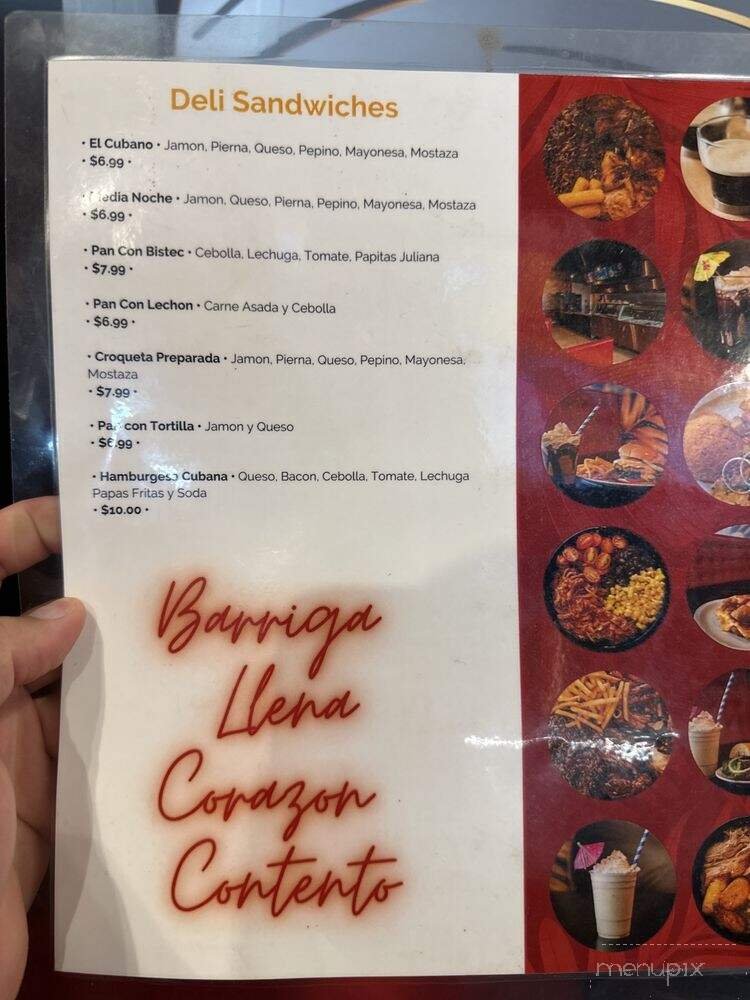 Deli Sandwiches
• El Cubano • Jamon, Pierna, Queso, Pepino, Mayonesa, Mostaza
• $6.99 •
Media Noche • Jamon, Queso, Pierna, Pepino, Mayonesa, Mostaza
• $6.99 •
• Pan Con Bistec • Cebolla, Lechuga, Tomate, Papitas Juliana
• $7.99 •
• Pan Con Lechon • Carne Asada y Cebolla
• $6.99 •
• Croqueta Preparada • Jamon, Pierna, Queso, Pepino, Mayonesa,
Mostaza
• $7.99 •
• Pan con Tortilla • Jamon y Queso
• $6.99 •
• Hamburgesa Cubana • Queso, Bacon, Cebolla, Tomate, Lechuga
Papas Fritas y Soda
• $10.00 •
Barriga
Llena
Corazon
Contento
menupix